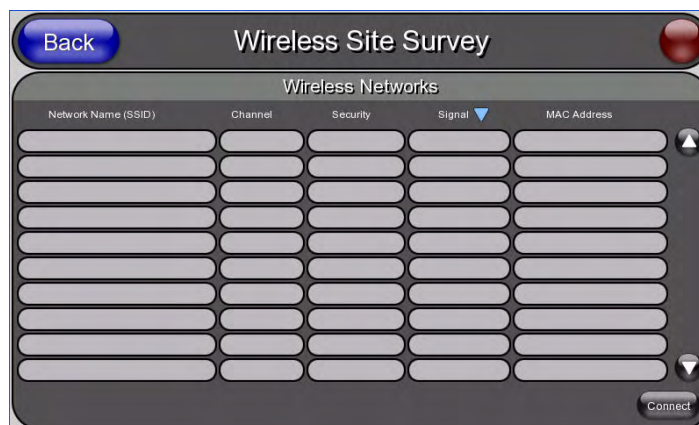 Back
Wireless Site Survey
Wireless Networks
Network Name (SSID) Channel Security Signal MAC Address
Connect